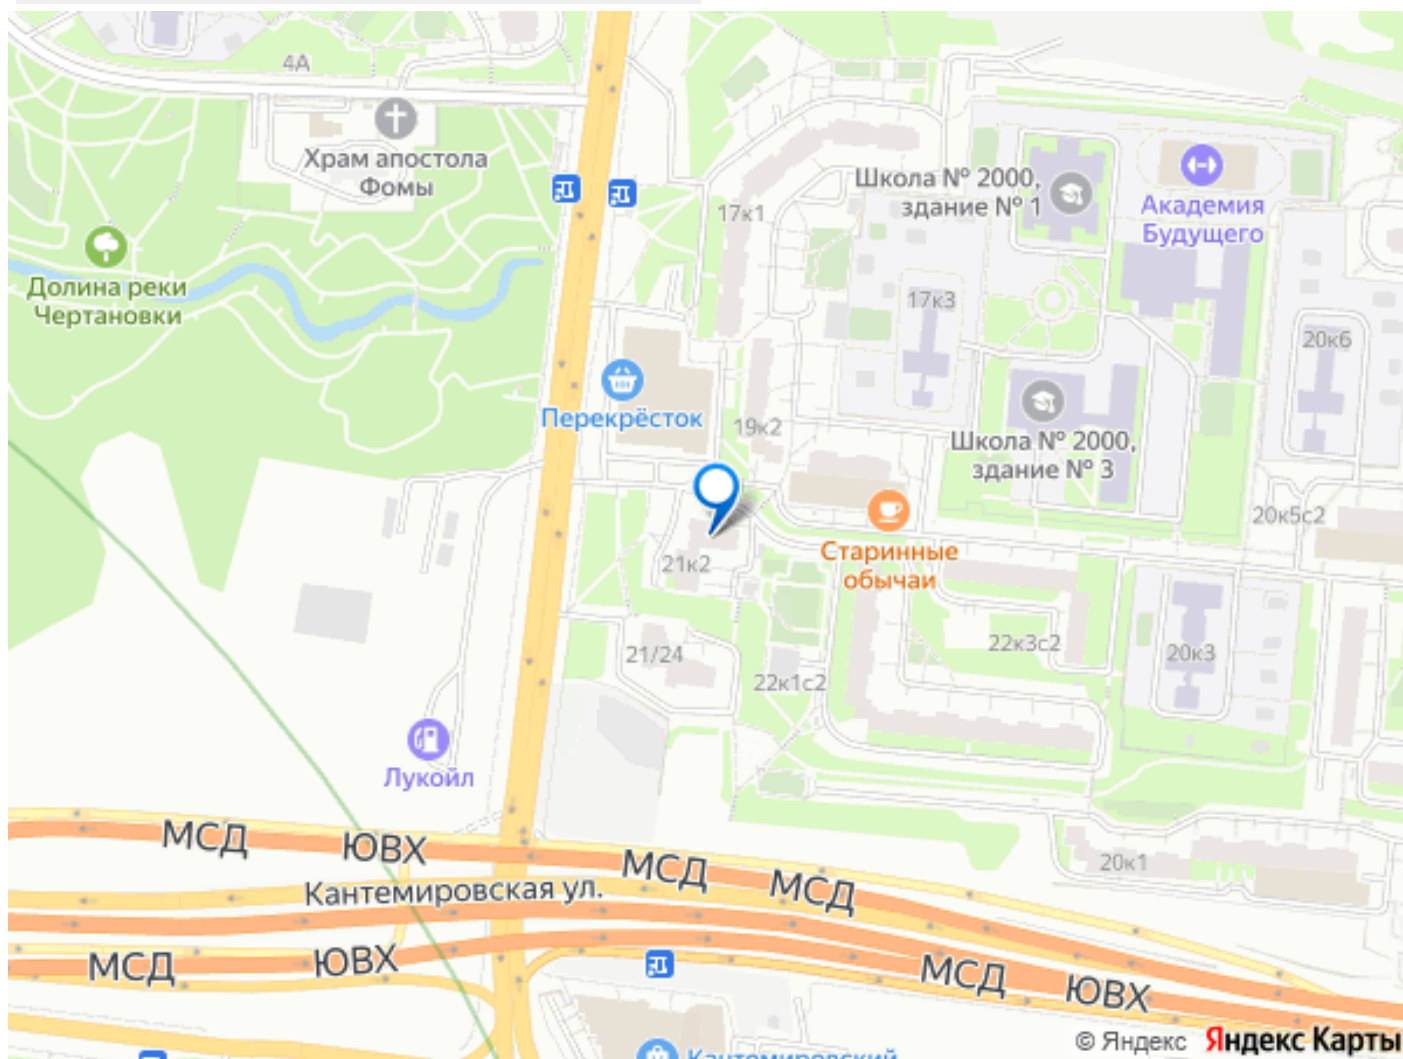 4А
Храм апостола
Фомы
Школа № 2000,
здание № 1
Академия
Будущего
17к1
Долина реки
Чертановки
17к3
20к6
Перекрёсток
19к2
Школа № 2000,
здание № 3
20к5с2
Старинные
обычаи
21к2
21/24
22к3с2
20к3
22к1с2
Лукойл
МСД
ЮВХ
МСД
МСД
20к1
Кантемировская ул.
МСД
ЮВХ
МСД
ЮВХ
Кантемировский
© Яндекс Яндекс Карты